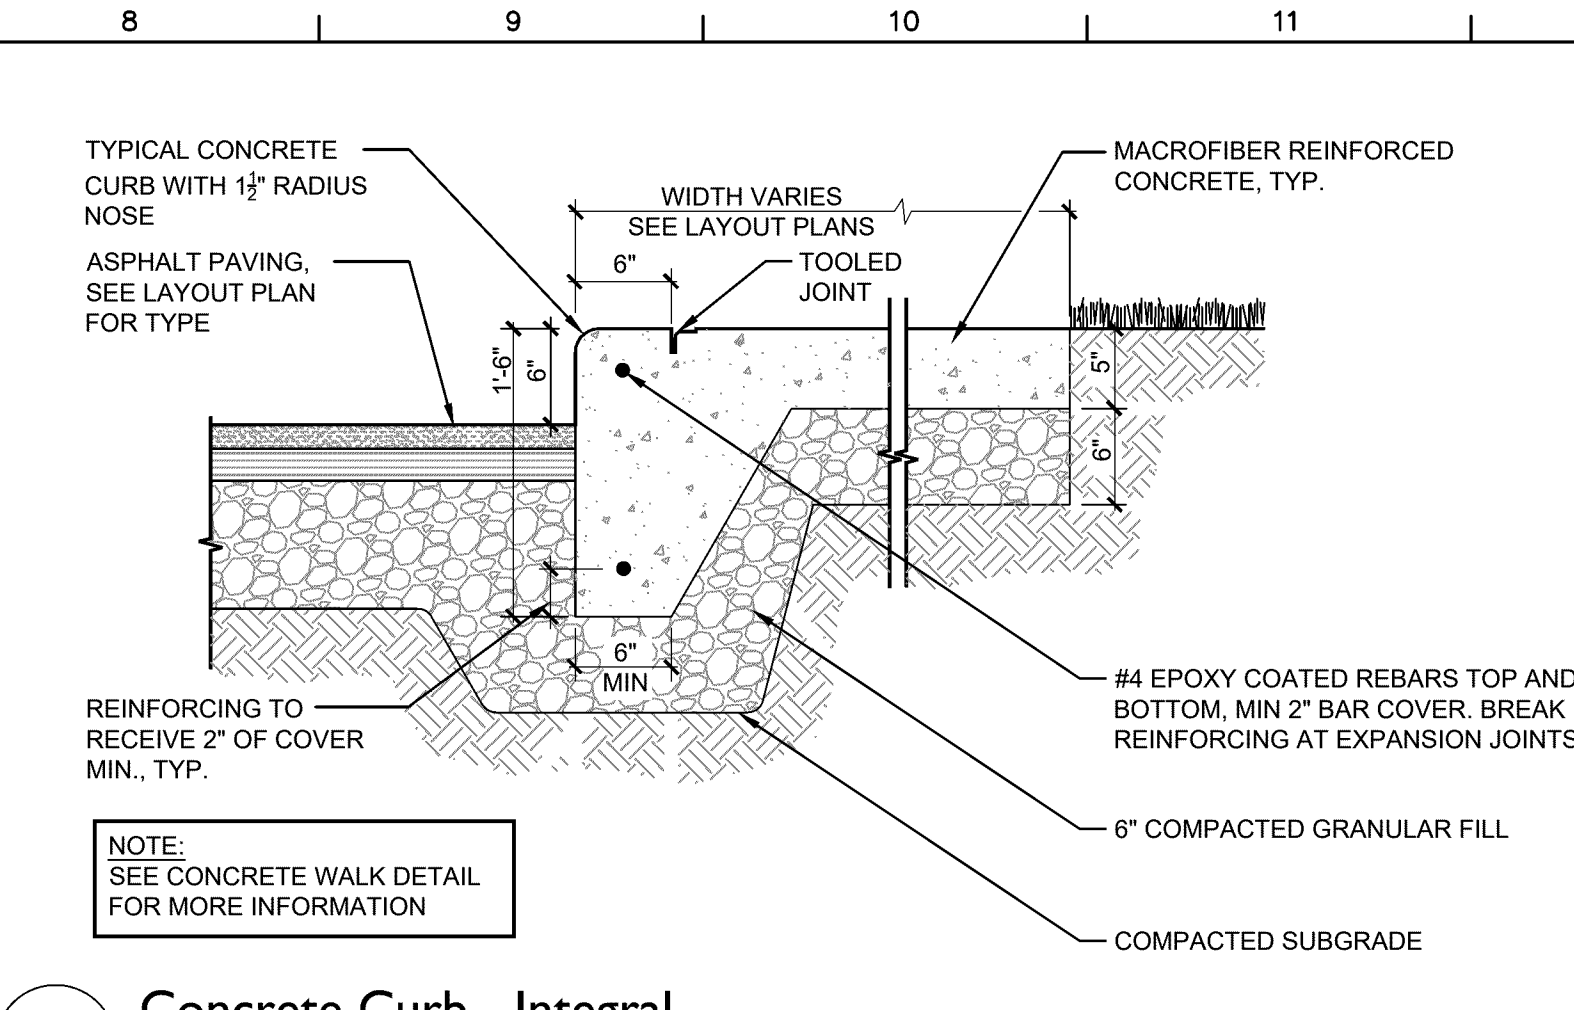 8 9 10 11
TYPICAL CONCRETE
CURB WITH 1½" RADIUS
NOSE
ASPHALT PAVING,
SEE LAYOUT PLAN
FOR TYPE
WIDTH VARIES
SEE LAYOUT PLANS
6"
TOOLED
JOINT
MACROFIBER REINFORCED
CONCRETE, TYP.
1'-6"
6"
5"
6"
6"
MIN
REINFORCING TO
RECEIVE 2" OF COVER
MIN., TYP.
#4 EPOXY COATED REBARS TOP AND
BOTTOM, MIN 2" BAR COVER. BREAK
REINFORCING AT EXPANSION JOINTS
6" COMPACTED GRANULAR FILL
COMPACTED SUBGRADE
NOTE:
SEE CONCRETE WALK DETAIL
FOR MORE INFORMATION
Concrete Curb - Integral